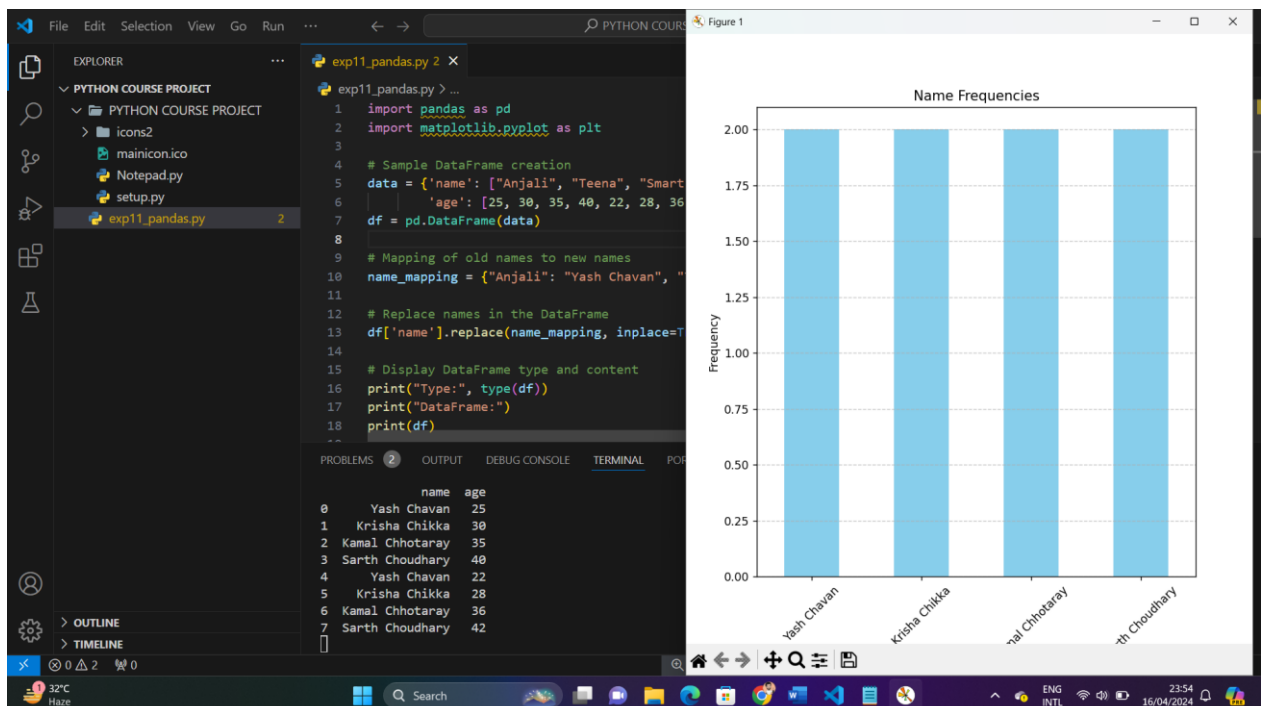 File Edit Selection View Go Run ···
PYTHON COURS
EXPLORER ···
PYTHON COURSE PROJECT
PYTHON COURSE PROJECT
icons2
mainicon.ico
Notepad.py
setup.py
exp11_pandas.py 2
OUTLINE
TIMELINE
exp11_pandas.py 2
exp11_pandas.py > ...
1 import pandas as pd
2 import matplotlib.pyplot as plt
3
4 # Sample DataFrame creation
5 data = {'name': ["Anjali", "Teena", "Smart
6 'age': [25, 30, 35, 40, 22, 28, 36
7 df = pd.DataFrame(data)
8
9 # Mapping of old names to new names
10 name_mapping = {"Anjali": "Yash Chavan", "
11
12 # Replace names in the DataFrame
13 df['name'].replace(name_mapping, inplace=T
14
15 # Display DataFrame type and content
16 print("Type:", type(df))
17 print("DataFrame:")
18 print(df)
PROBLEMS 2 OUTPUT DEBUG CONSOLE TERMINAL POR
name age
0 Yash Chavan 25
1 Krisha Chikka 30
2 Kamal Chhotaray 35
3 Sarth Choudhary 40
4 Yash Chavan 22
5 Krisha Chikka 28
6 Kamal Chhotaray 36
7 Sarth Choudhary 42
0 2 0
Figure 1
Name Frequencies
Frequency
2.00
1.75
1.50
1.25
1.00
0.75
0.50
0.25
0.00
Yash Chavan
Krisha Chikka
mal Chhotaray
th Choudhary
1
32°C
Haze
Search
ENG
INTL
23:54
16/04/2024